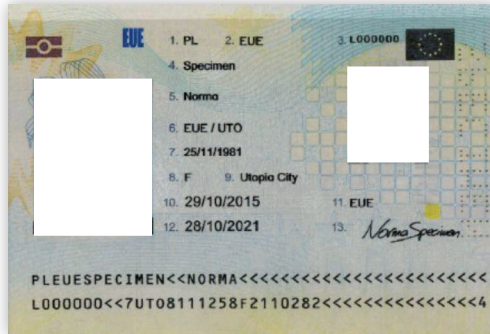 EUE 1. PL 2. EUE 3. L000000
4. Specimen
5. Norma
6. EUE / UTO
7. 25/11/1981
8. F 9. Utopia City
10. 29/10/2015 11. EUE
12. 28/10/2021 13. Norma Specimen
PLEUESPECIMEN<<NORMA<<<<<<<<<<<<<<<<<<<<<<<<
L000000<<7UTO8111258F2110282<<<<<<<<<<<<<<<4